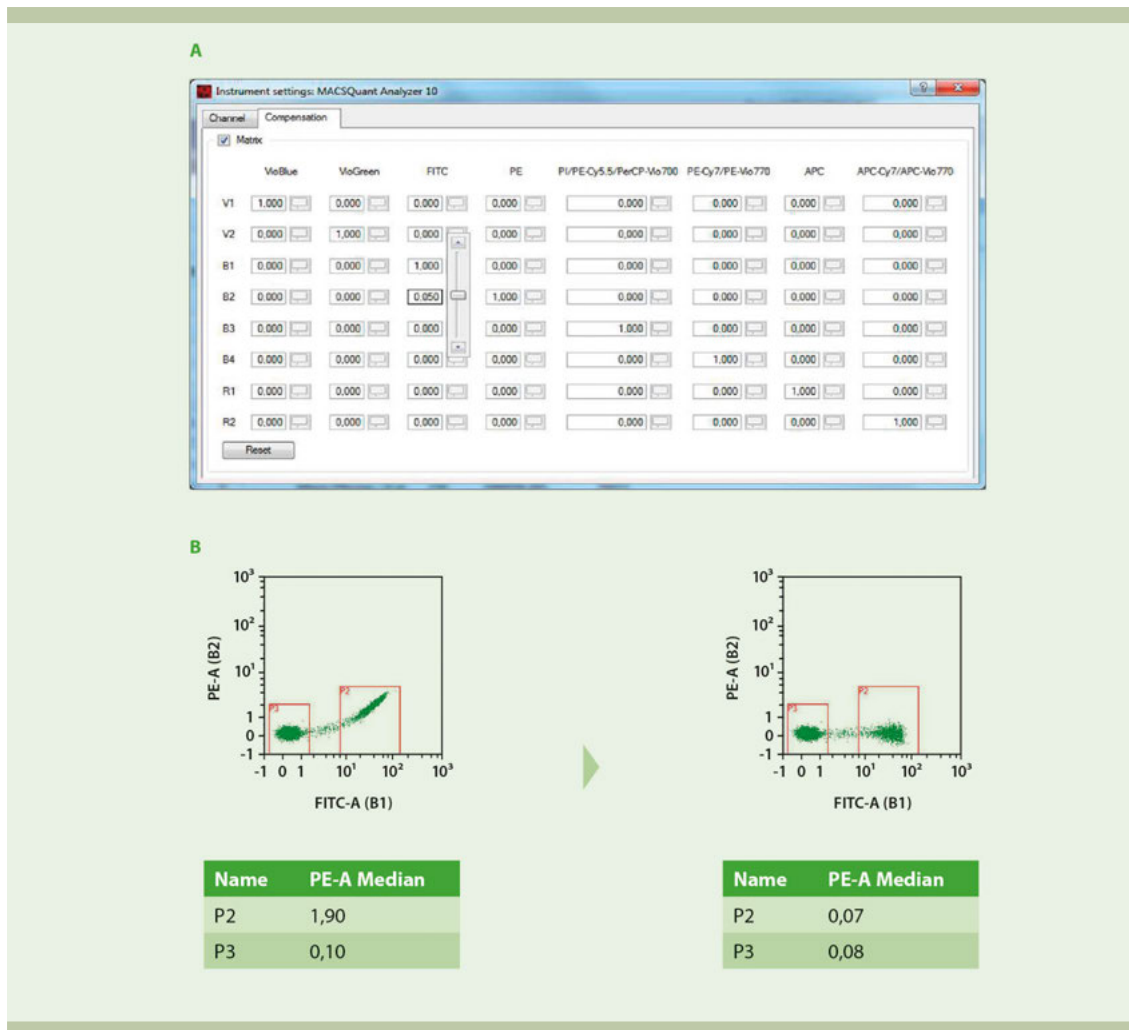 A
Instrument settings: MACSQuant Analyzer 10
Channel Compensation
Matrix
VioBlue VioGreen FITC PE PI/PE-Cy5.5/PerCP-Vio700 PE-Cy7/PE-Vio770 APC APC-Cy7/APC-Vio770
V1 1.000 0.000 0.000 0,000 0.000 0.000 0,000 0,000
V2 0,000 1,000 0,000 0,000 0,000 0,000 0,000 0,000
B1 0.000 0.000 1.000 0.000 0.000 0.000 0.000 0.000
B2 0.000 0.000 0.050 1.000 0.000 0.000 0.000 0.000
B3 0.000 0.000 0.000 0.000 1.000 0.000 0.000 0.000
B4 0.000 0.000 0.000 0.000 0.000 1.000 0.000 0.000
R1 0.000 0.000 0.000 0.000 0.000 0.000 1.000 0.000
R2 0.000 0.000 0.000 0.000 0.000 0.000 0,000 1.000
Reset
B
10³
10²
10¹
1
0
-1
PE-A (B2)
P3
P2
-1 0 1 10¹ 10² 10³
FITC-A (B1)
10³
10²
10¹
1
0
-1
PE-A (B2)
P3
P2
-1 0 1 10¹ 10² 10³
FITC-A (B1)
Name PE-A Median
P2 1,90
P3 0,10
Name PE-A Median
P2 0,07
P3 0,08